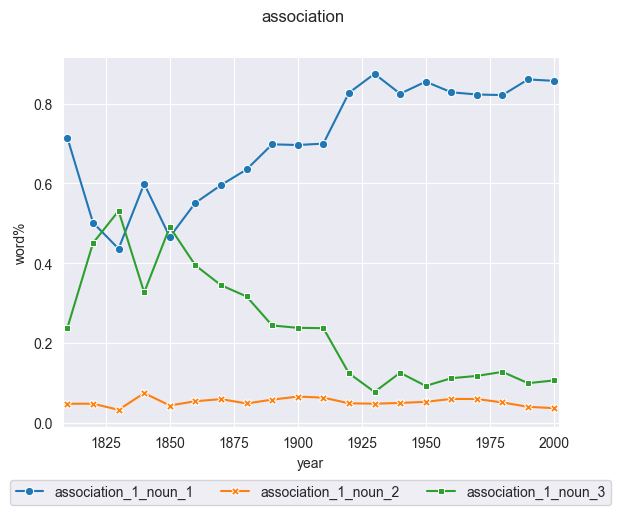 association
0.8
0.6
0.4
0.2
0.0
word%
1825 1850 1875 1900 1925 1950 1975 2000
year
association_1_noun_1 association_1_noun_2 association_1_noun_3